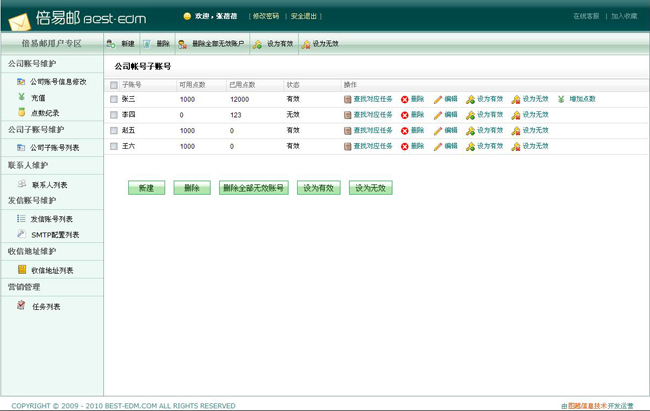 倍易邮 BEST-EDM 欢迎，张蓓蓓 | 修改密码 | 安全退出 | 在线客服 | 加入收藏
倍易邮用户专区 新建 删除 删除全部无效账户 设为有效 设为无效
公司账号维护
公司账号信息修改
充值
点数纪录
公司子账号维护
公司子账号列表
联系人维护
联系人列表
发信账号维护
发信账号列表
SMTP配置列表
收信地址维护
收信地址列表
营销管理
任务列表
公司帐号子账号
子账号 可用点数 已用点数 状态 操作
张三 1000 12000 有效 查找对应任务 删除 编辑 设为有效 设为无效 增加点数
李四 0 123 无效 查找对应任务 删除 编辑 设为有效 设为无效
赵五 1000 0 有效 查找对应任务 删除 编辑 设为有效 设为无效
王六 1000 0 有效 查找对应任务 删除 编辑 设为有效 设为无效
新建 删除 删除全部无效账号 设为有效 设为无效
COPYRIGHT © 2009 - 2010 BEST-EDM.COM ALL RIGHTS RESERVED